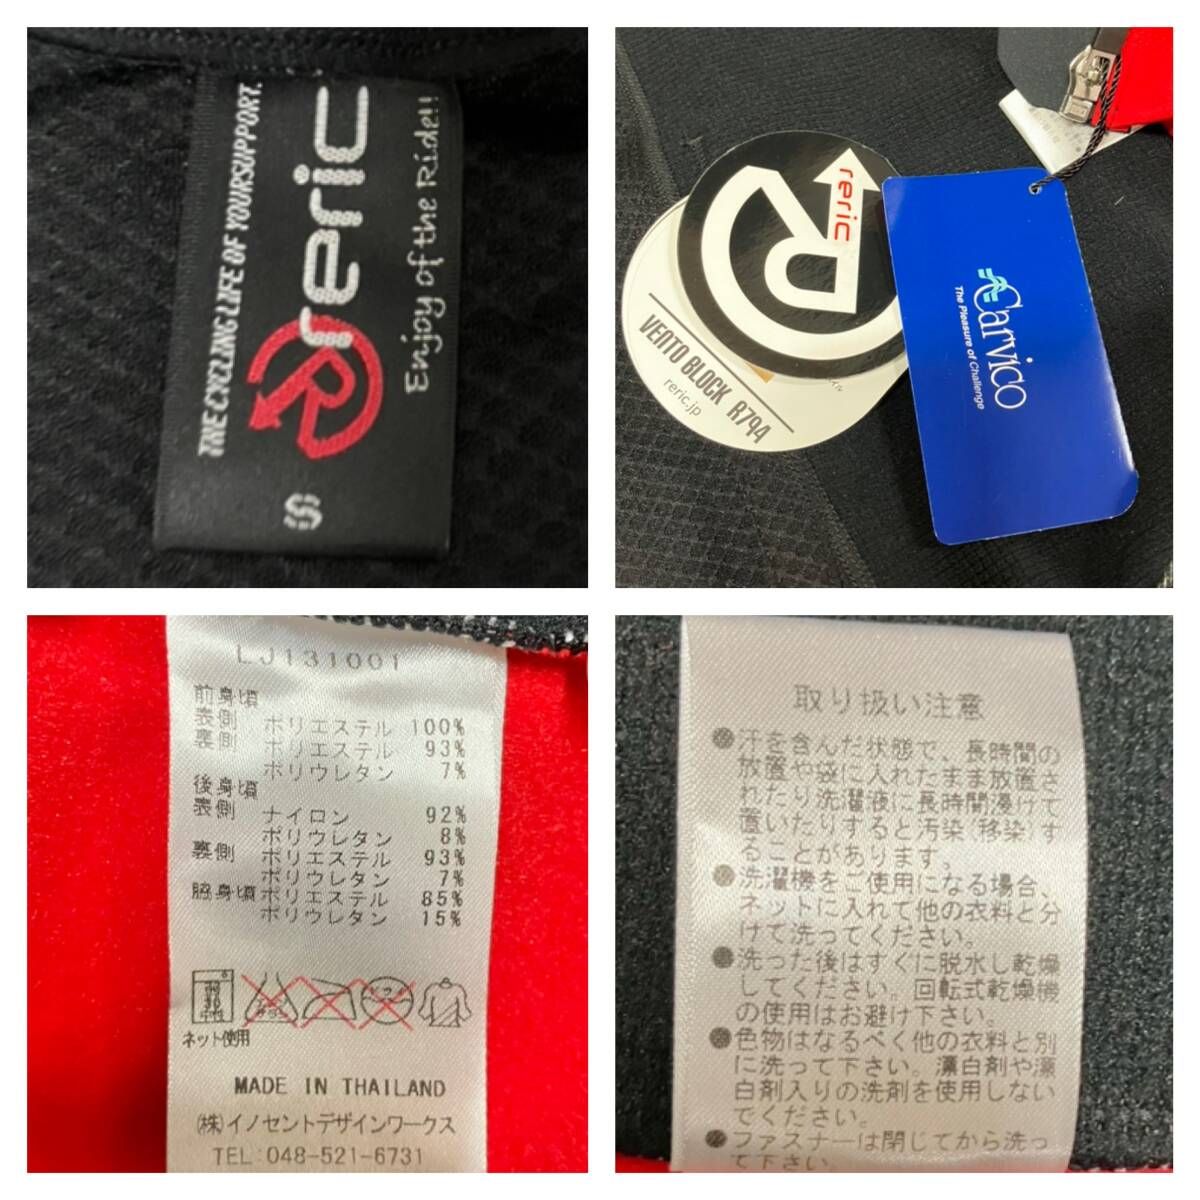 THE CYCLING LIFE OF YOURSUPPORT.
reric
Enjoy of the Ride!!
R
S
reric
R
VENTO BLOCK R794
reric.jp
イル
Carvico
The Pleasure of Challenge
LJ131001
前身頃
表側 ポリエステル 100%
裏側 ポリエステル 93%
ポリウレタン 7%
後身頃
表側 ナイロン 92%
ポリウレタン 8%
裏側 ポリエステル 93%
ポリウレタン 7%
脇身頃 ポリエステル 85%
ポリウレタン 15%
ドライ
ネット使用
MADE IN THAILAND
(株)イノセントデザインワークス
TEL:048-521-6731
取り扱い注意
●汗を含んだ状態で、長時間の
放置や袋に入れたまま放置さ
れたり洗濯液に長時間浸けて
置いたりすると汚染(移染)す
ることがあります。
●洗濯機をご使用になる場合、
ネットに入れて他の衣料と分
けて洗ってください。
●洗った後はすぐに脱水し乾燥
してください。回転式乾燥機
の使用はお避け下さい。
●色物はなるべく他の衣料と別
に洗って下さい。漂白剤や漂
白剤入りの洗剤を使用しない
でください。
●ファスナーは閉じてから洗っ
て下さい。